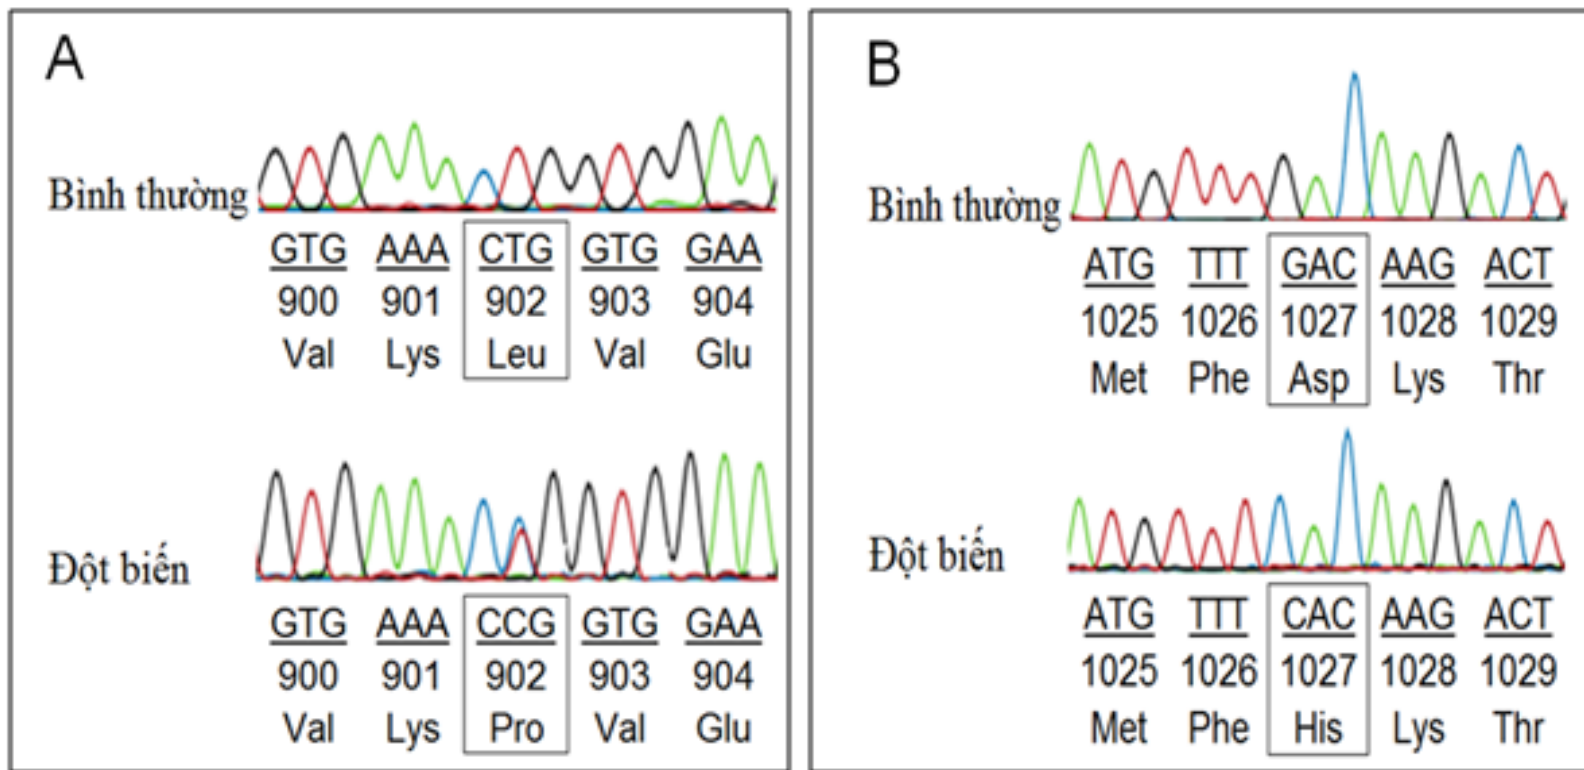 A
Bình thường
GTG AAA CTG GTG GAA
900 901 902 903 904
Val Lys Leu Val Glu
Đột biến
GTG AAA CCG GTG GAA
900 901 902 903 904
Val Lys Pro Val Glu
B
Bình thường
ATG TTT GAC AAG ACT
1025 1026 1027 1028 1029
Met Phe Asp Lys Thr
Đột biến
ATG TTT CAC AAG ACT
1025 1026 1027 1028 1029
Met Phe His Lys Thr